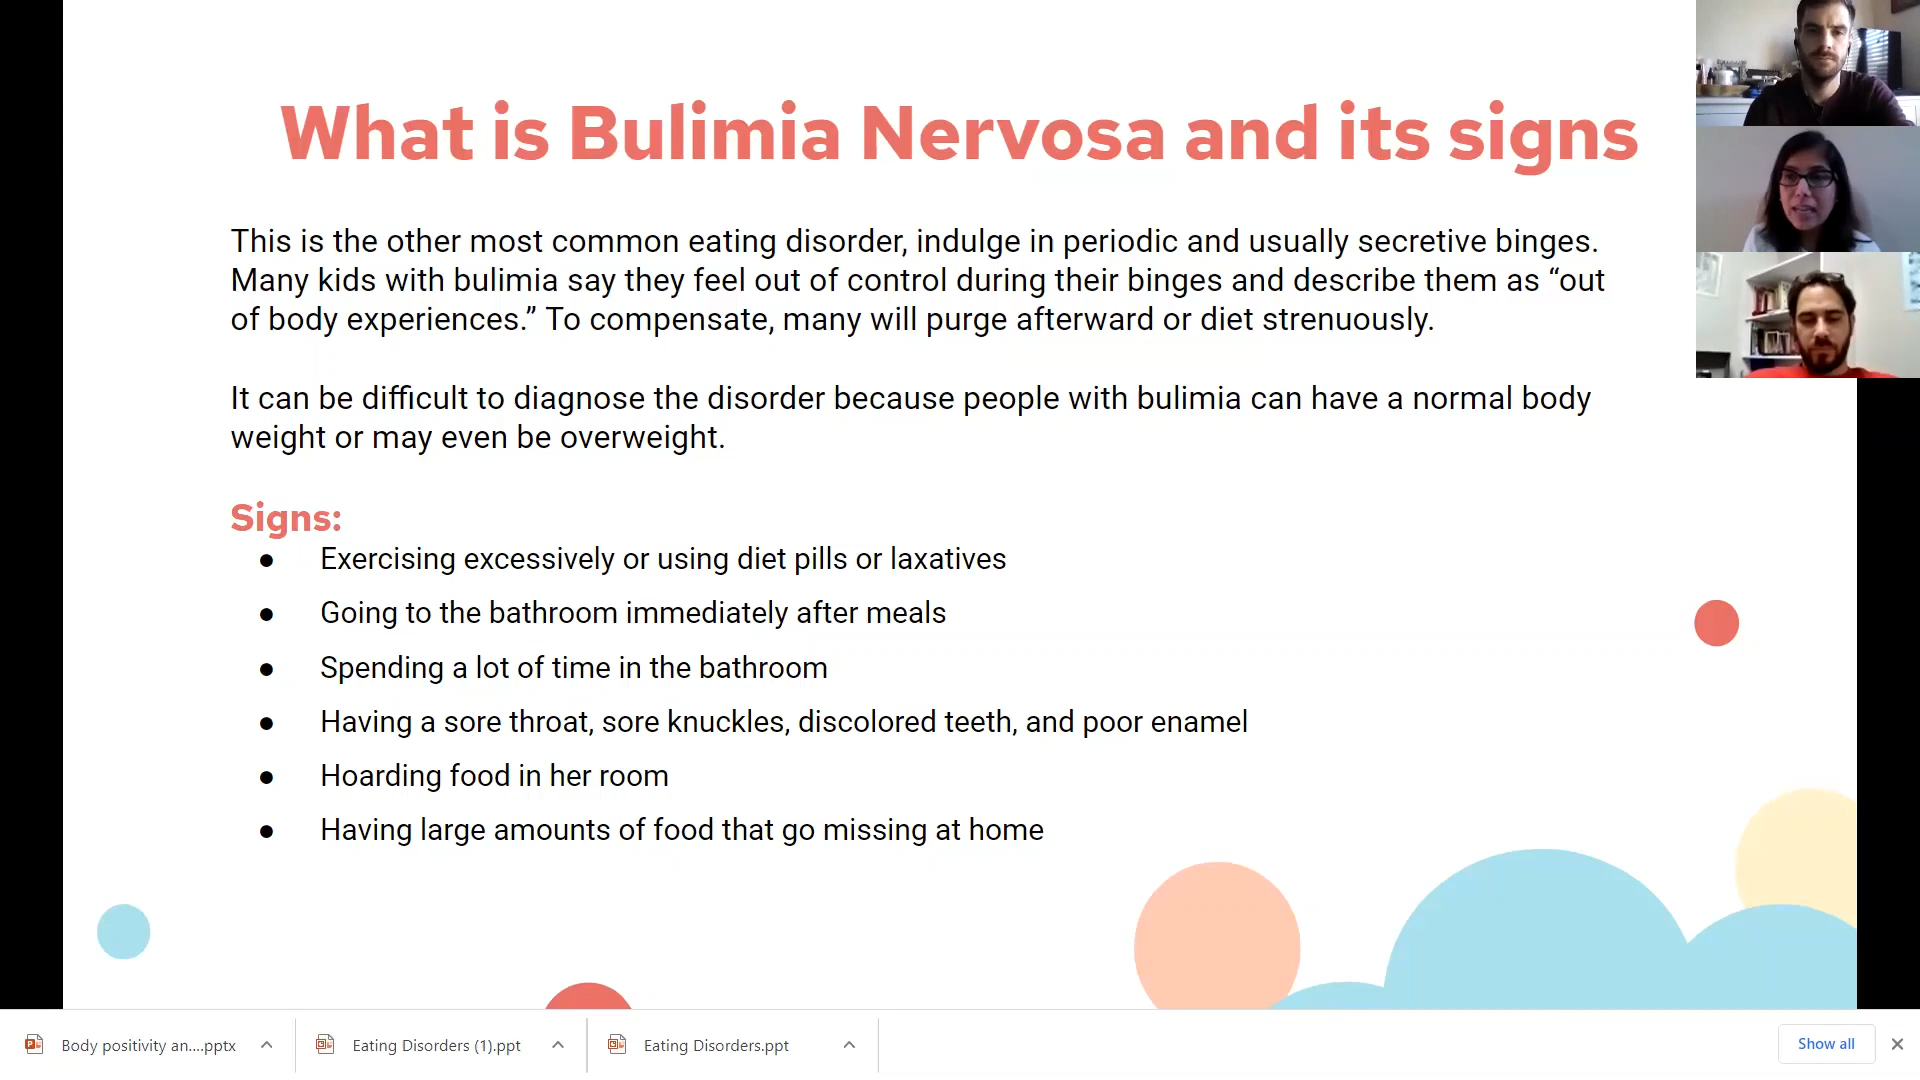 What is Bulimia Nervosa and its signs
This is the other most common eating disorder, indulge in periodic and usually secretive binges.
Many kids with bulimia say they feel out of control during their binges and describe them as “out
of body experiences.” To compensate, many will purge afterward or diet strenuously.
It can be difficult to diagnose the disorder because people with bulimia can have a normal body
weight or may even be overweight.
Signs:
● Exercising excessively or using diet pills or laxatives
● Going to the bathroom immediately after meals
● Spending a lot of time in the bathroom
● Having a sore throat, sore knuckles, discolored teeth, and poor enamel
● Hoarding food in her room
● Having large amounts of food that go missing at home
Body positivity an....pptx
Eating Disorders (1).ppt
Eating Disorders.ppt
Show all